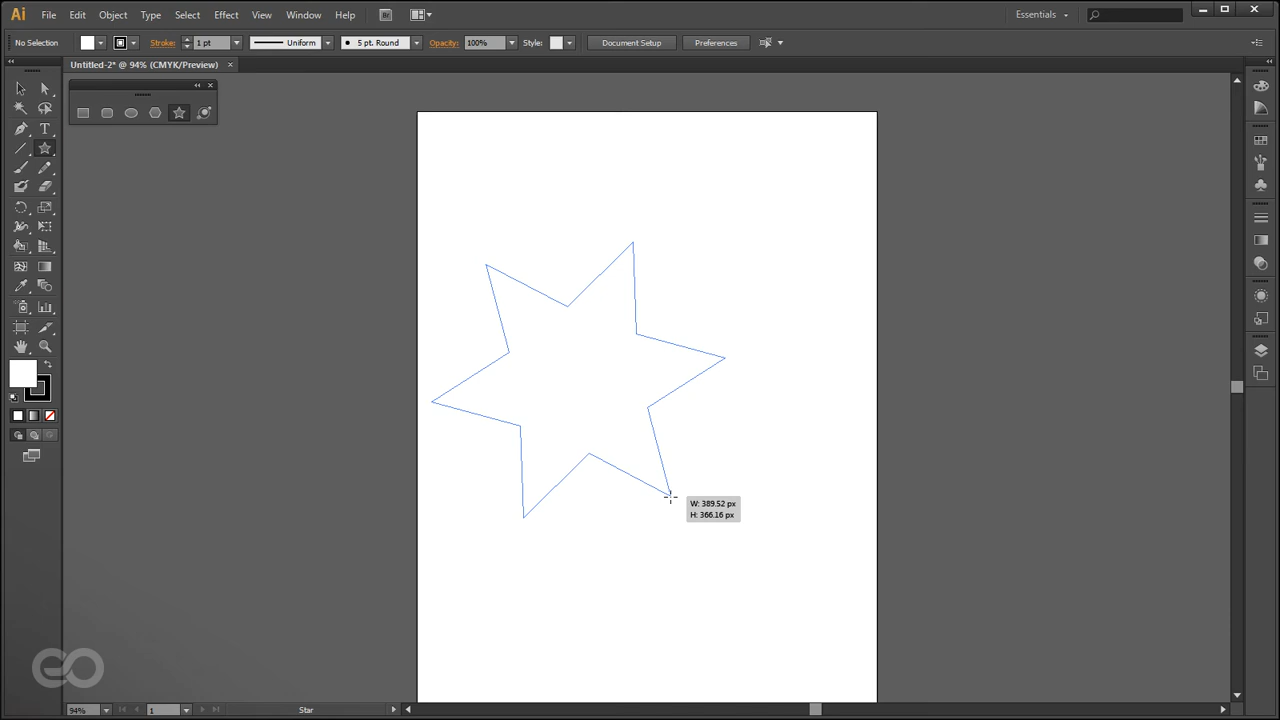 Ai File Edit Object Type Select Effect View Window Help Br Essentials
No Selection Stroke: 1 pt Uniform 5 pt. Round Opacity: 100% Style: Document Setup Preferences
Untitled-2* @ 94% (CMYK/Preview)
T
W: 389.52 px
H: 366.16 px
eo
94% 1 Star